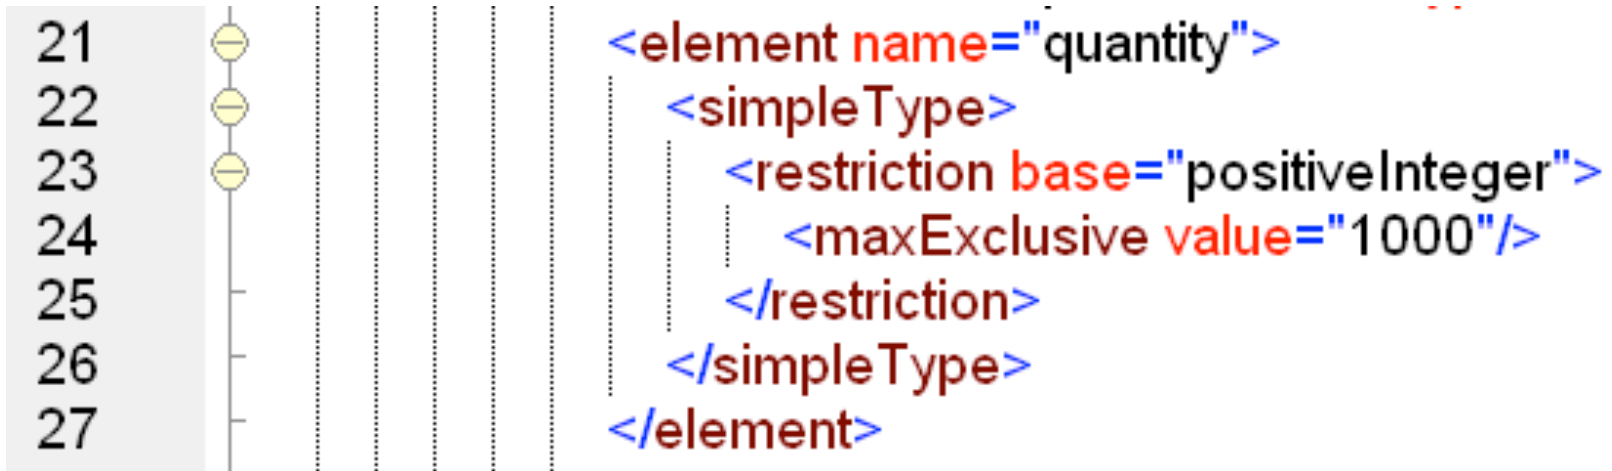 21 <element name="quantity">
22 <simpleType>
23 <restriction base="positiveInteger">
24 <maxExclusive value="1000"/>
25 </restriction>
26 </simpleType>
27 </element>